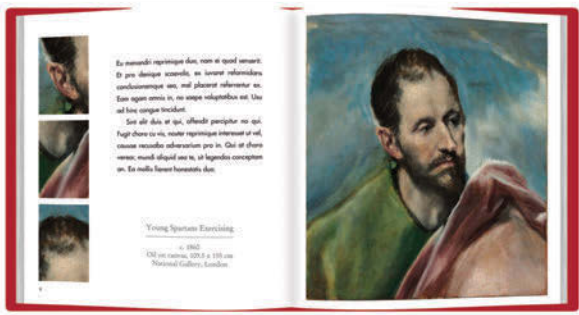 Eu menandri reprimique duo, nam ei quod senserit.
Et pro denique scaevola, ex iuvaret reformidans
conclusionemque sea, mel placerat referrentur ex.
Eam agam omnis in, no saepe voluptatibus est. Usu
ad hinc congue tincidunt.
Sint elit duis et qui, offendit percipitur no qui.
Fugit choro cu vis, noster reprimique interesset ut vel,
causae recusabo adversarium pro in. Qui at choro
verear, mundi aliquid sea te, sit legendos conceptam
an. Ea mollis fierent honestatis duo.
Young Spartans Exercising
c. 1860
Oil on canvas, 109.5 x 155 cm
National Gallery, London